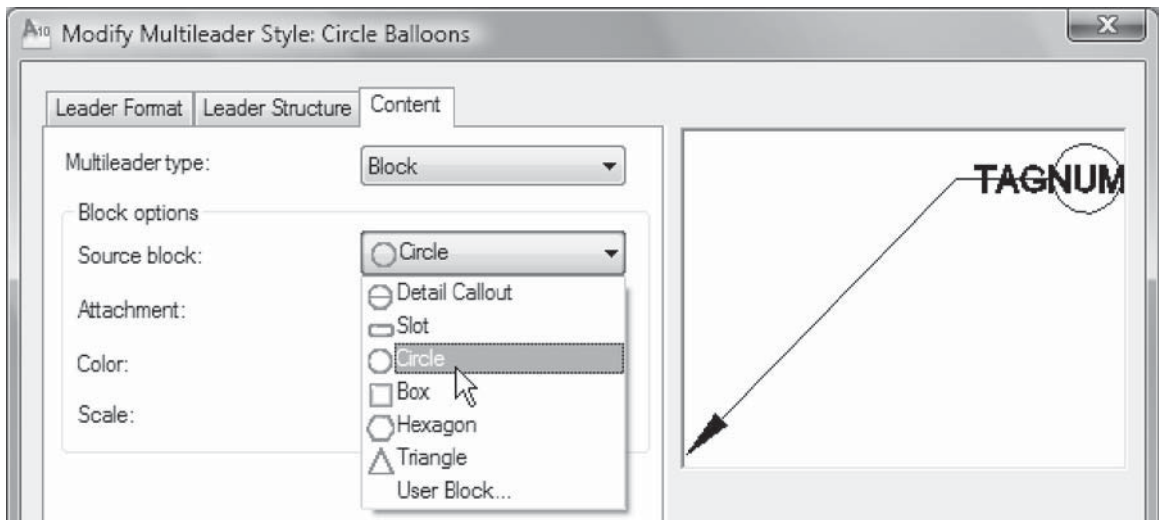 A10 Modify Multileader Style: Circle Balloons
Leader Format Leader Structure Content
Multileader type: Block
Block options
Source block: Circle
Detail Callout
Attachment:
Slot
Circle
Color:
Box
Scale:
Hexagon
Triangle
User Block...
TAGNUM